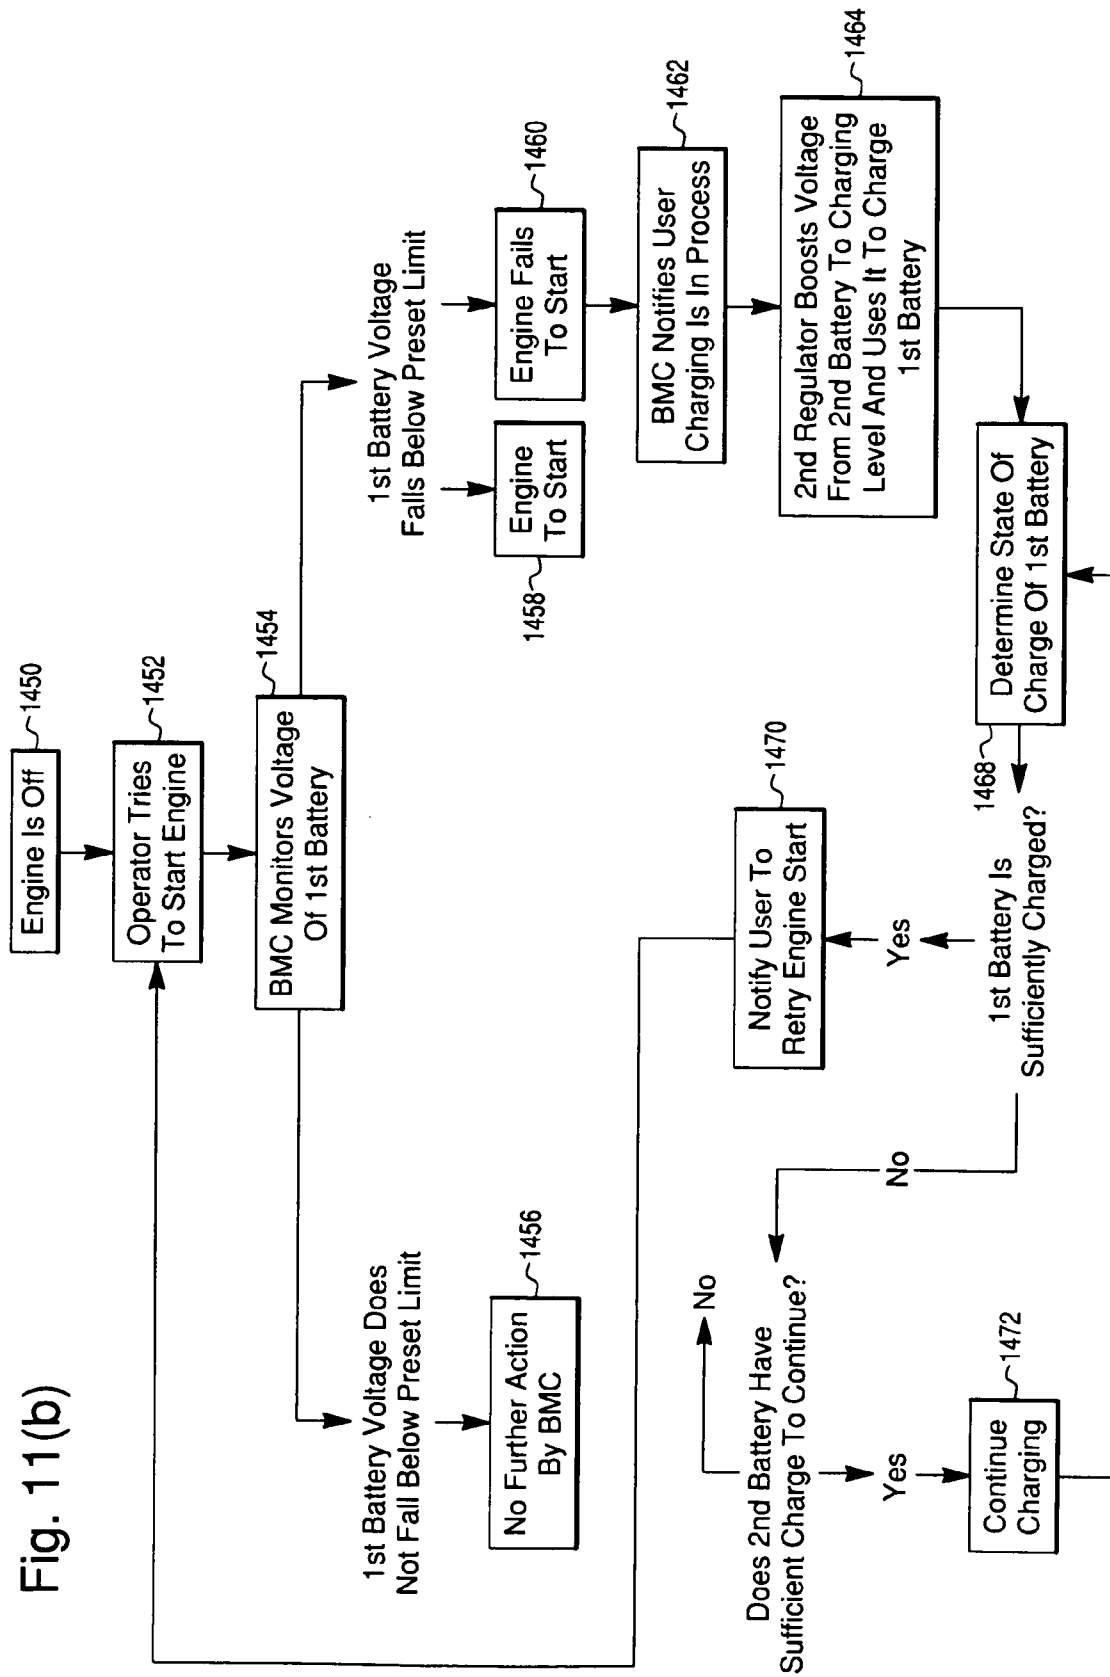 Fig. 11(b)
Engine Is Off
1450
Operator Tries
To Start Engine
1452
BMC Monitors Voltage
Of 1st Battery
1454
1st Battery Voltage Does
Not Fall Below Preset Limit
No Further Action
By BMC
1456
1st Battery Voltage
Falls Below Preset Limit
Engine
To Start
1458
Engine Fails
To Start
1460
BMC Notifies User
Charging Is In Process
1462
2nd Regulator Boosts Voltage
From 2nd Battery To Charging
Level And Uses It To Charge
1st Battery
1464
Determine State Of
Charge Of 1st Battery
1468
1st Battery Is
Sufficiently Charged?
Yes
Notify User To
Retry Engine Start
1470
No
Does 2nd Battery Have
Sufficient Charge To Continue?
No
Yes
Continue
Charging
1472